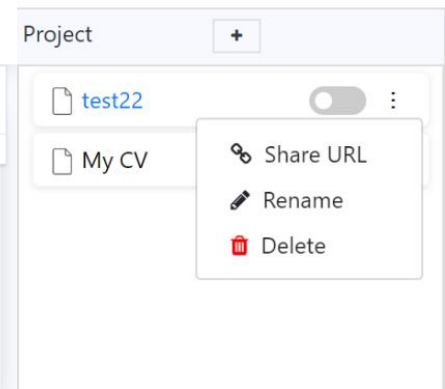 Project +
test22
My CV
Share URL
Rename
Delete